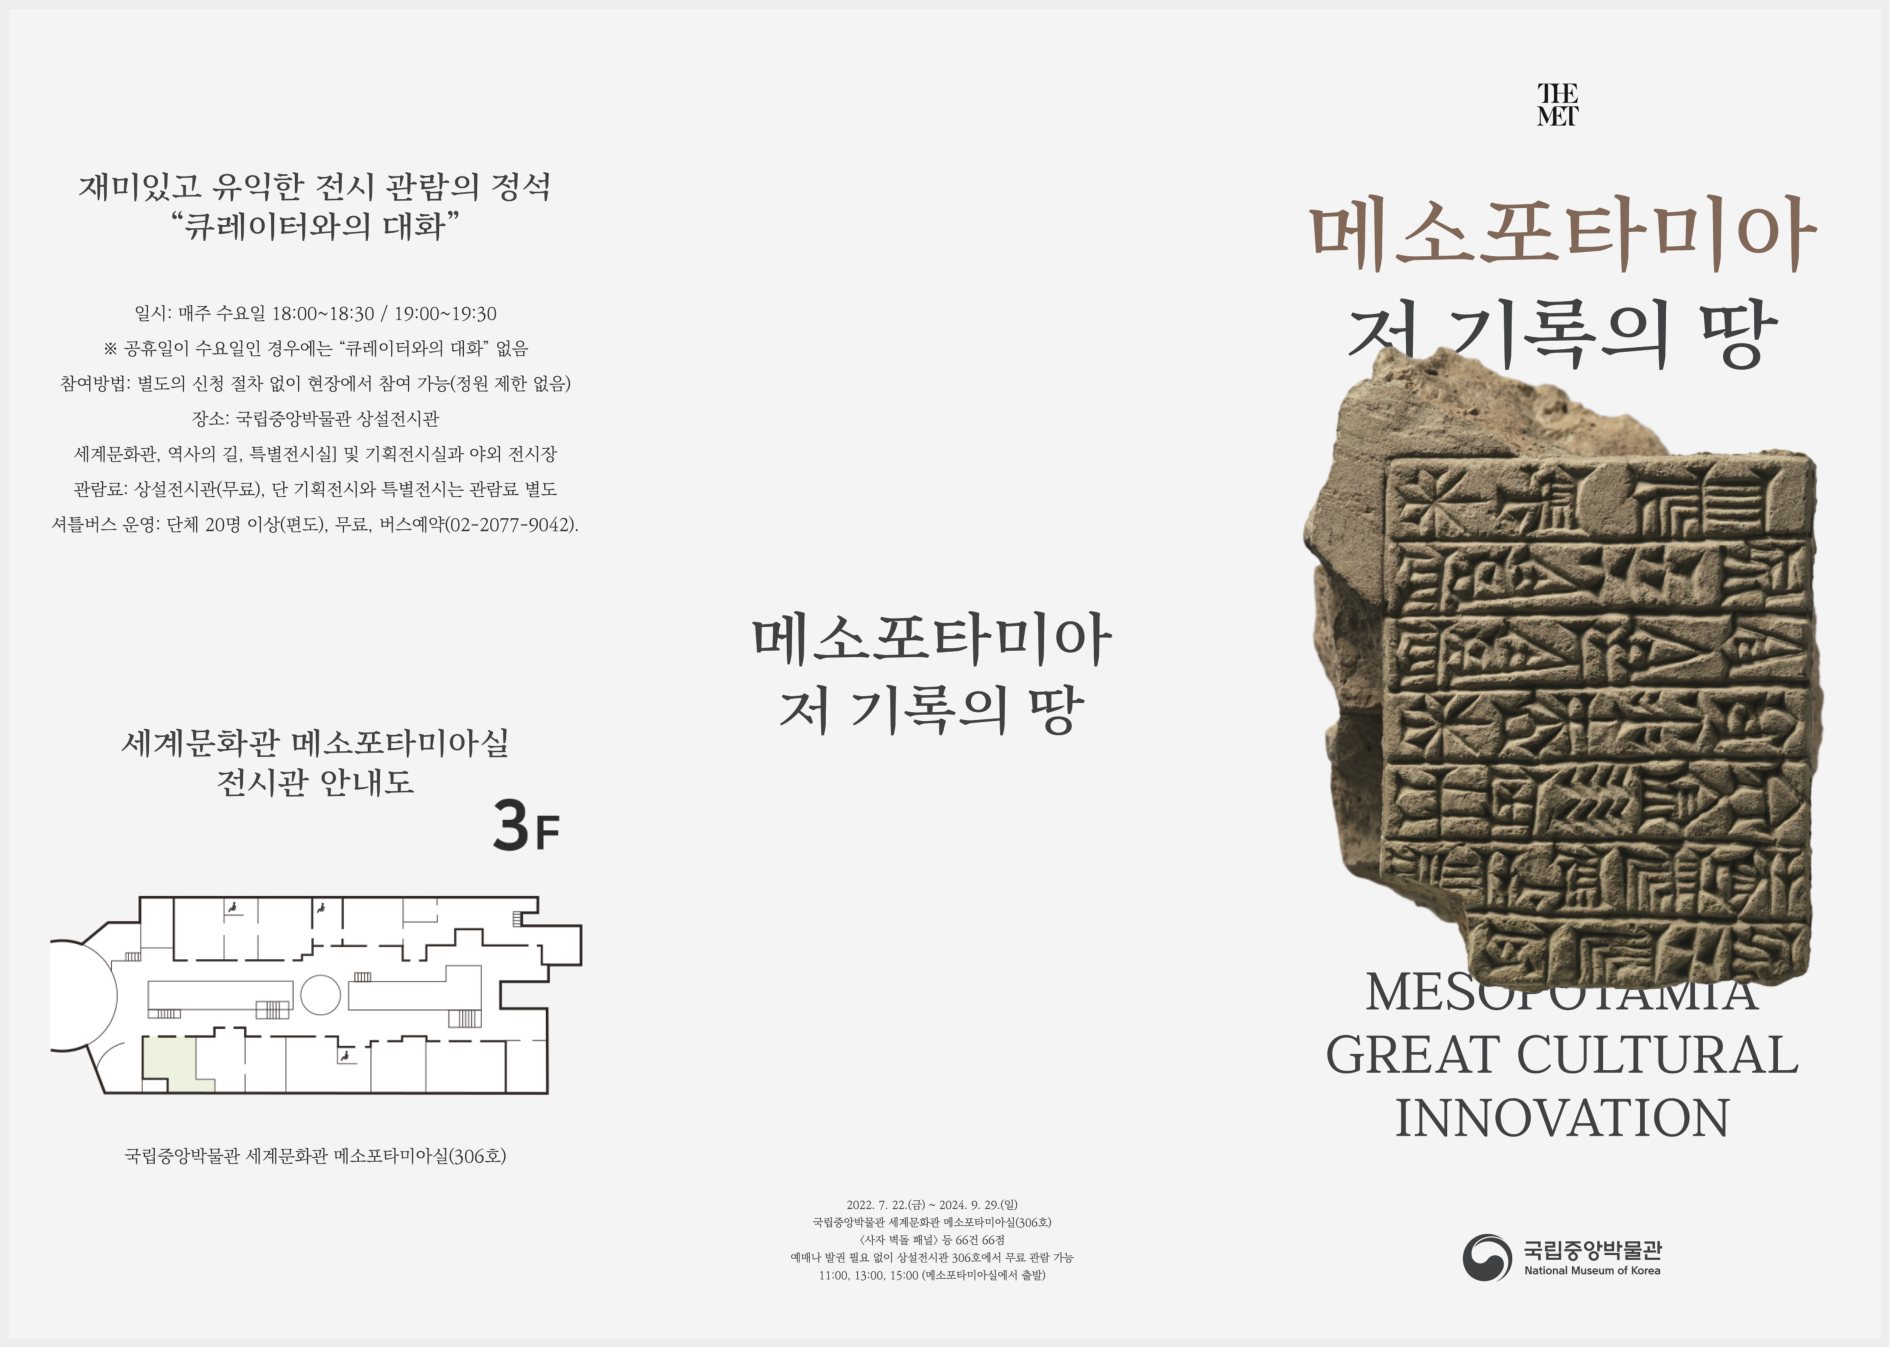 재미있고 유익한 전시 관람의 정석
“큐레이터와의 대화”
일시: 매주 수요일 18:00~18:30 / 19:00~19:30
※ 공휴일이 수요일인 경우에는 “큐레이터와의 대화” 없음
참여방법: 별도의 신청 절차 없이 현장에서 참여 가능(정원 제한 없음)
장소: 국립중앙박물관 상설전시관
세계문화관, 역사의 길, 특별전시실] 및 기획전시실과 야외 전시장
관람료: 상설전시관(무료), 단 기획전시와 특별전시는 관람료 별도
셔틀버스 운영: 단체 20명 이상(편도), 무료, 버스예약(02-2077-9042).
세계문화관 메소포타미아실
전시관 안내도
3F
국립중앙박물관 세계문화관 메소포타미아실(306호)
메소포타미아
저 기록의 땅
2022. 7. 22.(금) ~ 2024. 9. 29.(일)
국립중앙박물관 세계문화관 메소포타미아실(306호)
〈사자 벽돌 패널〉 등 66건 66점
예매나 발권 필요 없이 상설전시관 306호에서 무료 관람 가능
11:00, 13:00, 15:00 (메소포타미아실에서 출발)
THE
MET
메소포타미아
저 기록의 땅
MESOPOTAMIA
GREAT CULTURAL
INNOVATION
국립중앙박물관
National Museum of Korea